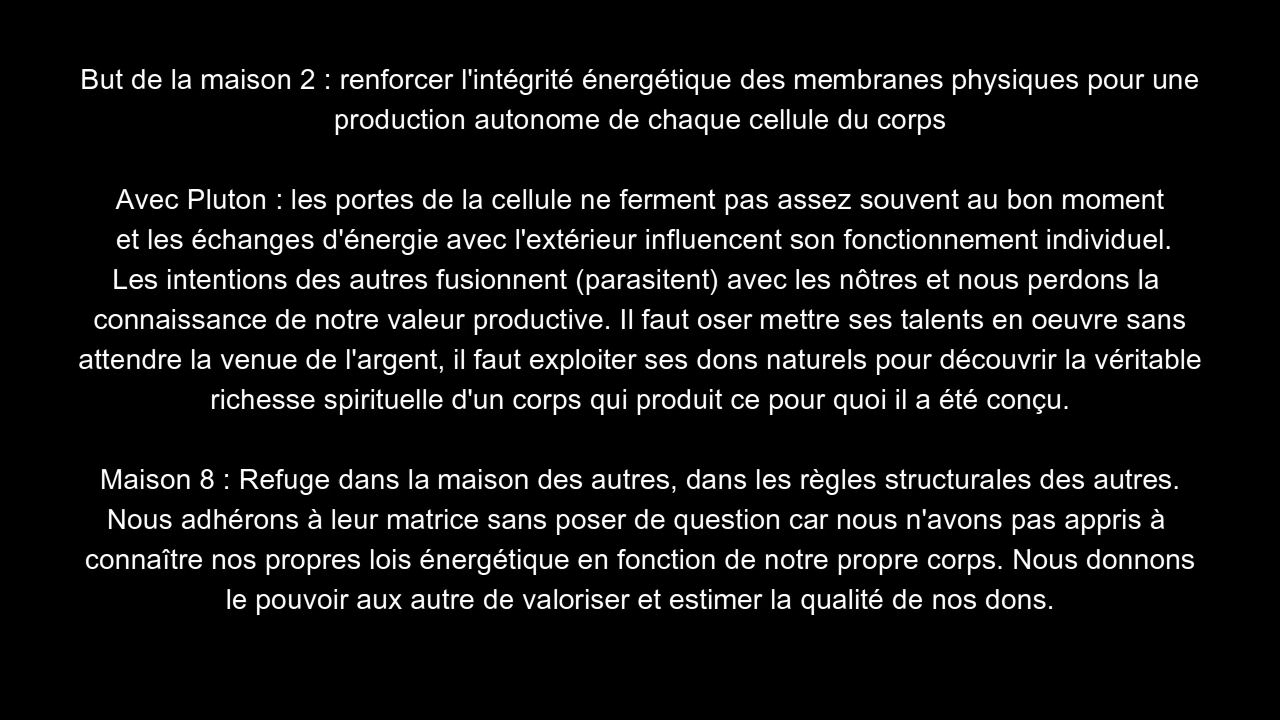 But de la maison 2 : renforcer l'intégrité énergétique des membranes physiques pour une
production autonome de chaque cellule du corps
Avec Pluton : les portes de la cellule ne ferment pas assez souvent au bon moment
et les échanges d'énergie avec l'extérieur influencent son fonctionnement individuel.
Les intentions des autres fusionnent (parasitent) avec les nôtres et nous perdons la
connaissance de notre valeur productive. Il faut oser mettre ses talents en oeuvre sans
attendre la venue de l'argent, il faut exploiter ses dons naturels pour découvrir la véritable
richesse spirituelle d'un corps qui produit ce pour quoi il a été conçu.
Maison 8 : Refuge dans la maison des autres, dans les règles structurales des autres.
Nous adhérons à leur matrice sans poser de question car nous n'avons pas appris à
connaître nos propres lois énergétique en fonction de notre propre corps. Nous donnons
le pouvoir aux autre de valoriser et estimer la qualité de nos dons.